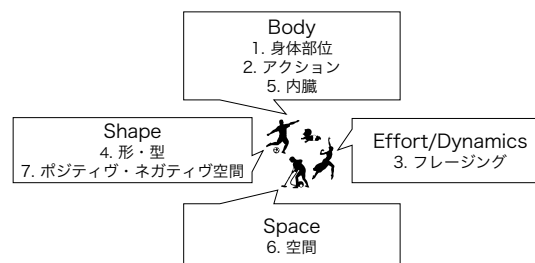 Body
1. 身体部位
2. アクション
5. 内臓
Shape
4. 形・型
7. ポジティヴ・ネガティヴ空間
Effort/Dynamics
3. フレージング
Space
6. 空間